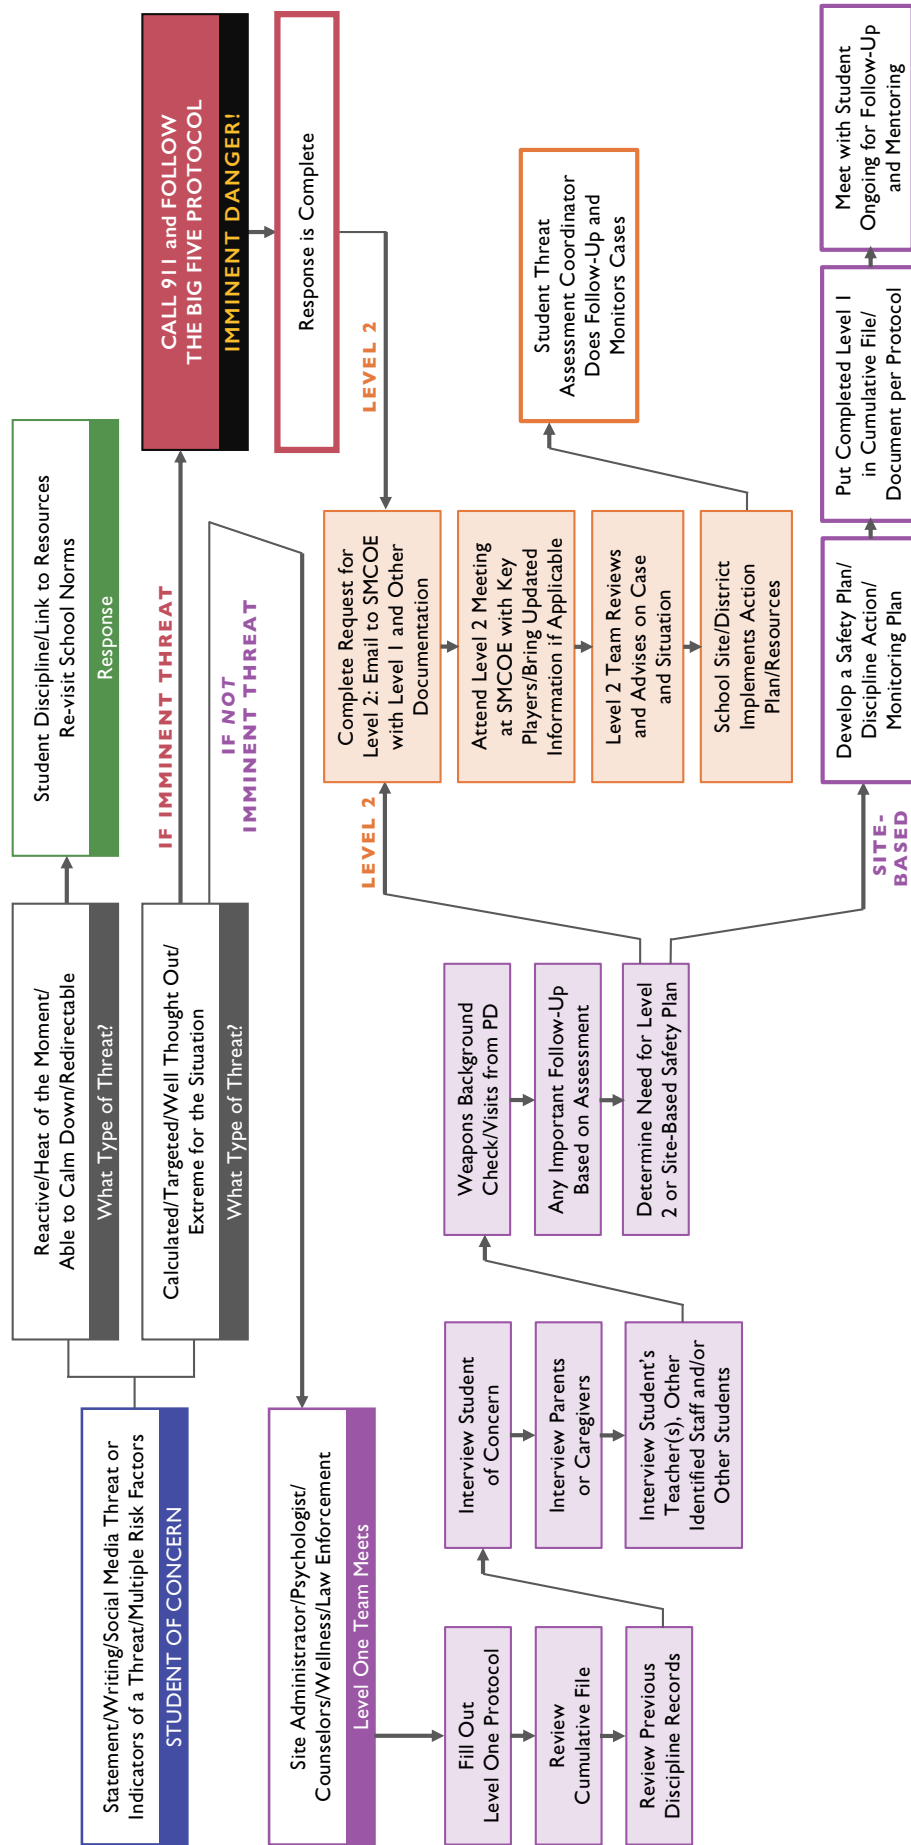 Statement/Writing/Social Media Threat or
Indicators of a Threat/Multiple Risk Factors
STUDENT OF CONCERN
Reactive/Heat of the Moment/
Able to Calm Down/Redirectable
What Type of Threat?
Student Discipline/Link to Resources
Re-visit School Norms
Response
Calculated/Targeted/Well Thought Out/
Extreme for the Situation
What Type of Threat?
IF IMMINENT THREAT
CALL 911 and FOLLOW
THE BIG FIVE PROTOCOL
IMMINENT DANGER!
Response is Complete
LEVEL 2
IF NOT
IMMINENT THREAT
Site Administrator/Psychologist/
Counselors/Wellness/Law Enforcement
Level One Team Meets
Fill Out
Level One Protocol
Review
Cumulative File
Review Previous
Discipline Records
Interview Student
of Concern
Interview Parents
or Caregivers
Interview Student's
Teacher(s), Other
Identified Staff and/or
Other Students
Weapons Background
Check/Visits from PD
Any Important Follow-Up
Based on Assessment
Determine Need for Level
2 or Site-Based Safety Plan
LEVEL 2
Complete Request for
Level 2: Email to SMCOE
with Level 1 and Other
Documentation
Attend Level 2 Meeting
at SMCOE with Key
Players/Bring Updated
Information if Applicable
Level 2 Team Reviews
and Advises on Case
and Situation
School Site/District
Implements Action
Plan/Resources
Student Threat
Assessment Coordinator
Does Follow-Up and
Monitors Cases
SITE-
BASED
Develop a Safety Plan/
Discipline Action/
Monitoring Plan
Put Completed Level 1
in Cumulative File/
Document per Protocol
Meet with Student
Ongoing for Follow-Up
and Mentoring